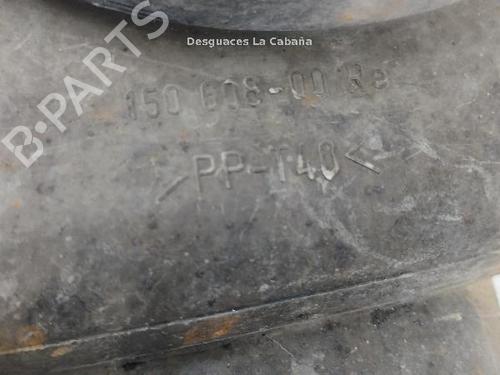 Desguaces La Cabaña
B-PARTS
150 608-00 Re
>PP-T40<